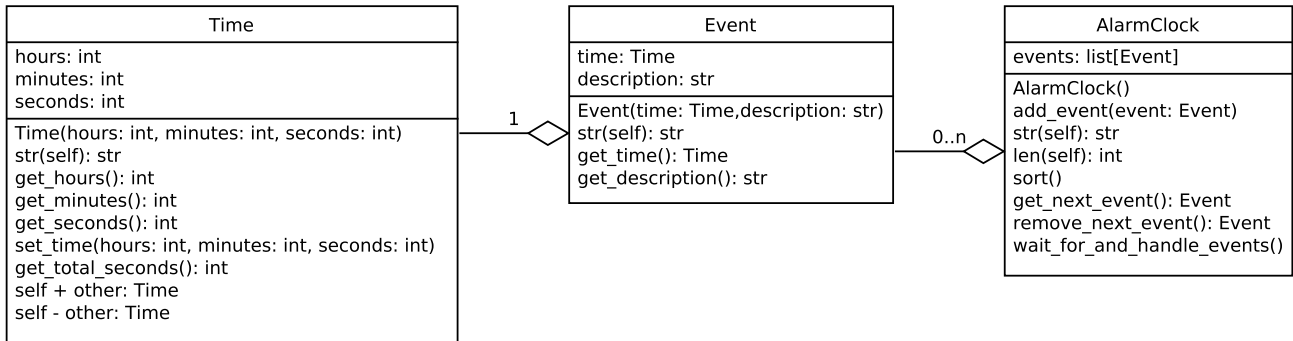 Time
hours: int
minutes: int
seconds: int
Time(hours: int, minutes: int, seconds: int)
str(self): str
get_hours(): int
get_minutes(): int
get_seconds(): int
set_time(hours: int, minutes: int, seconds: int)
get_total_seconds(): int
self + other: Time
self - other: Time
1
Event
time: Time
description: str
Event(time: Time,description: str)
str(self): str
get_time(): Time
get_description(): str
0..n
AlarmClock
events: list[Event]
AlarmClock()
add_event(event: Event)
str(self): str
len(self): int
sort()
get_next_event(): Event
remove_next_event(): Event
wait_for_and_handle_events()